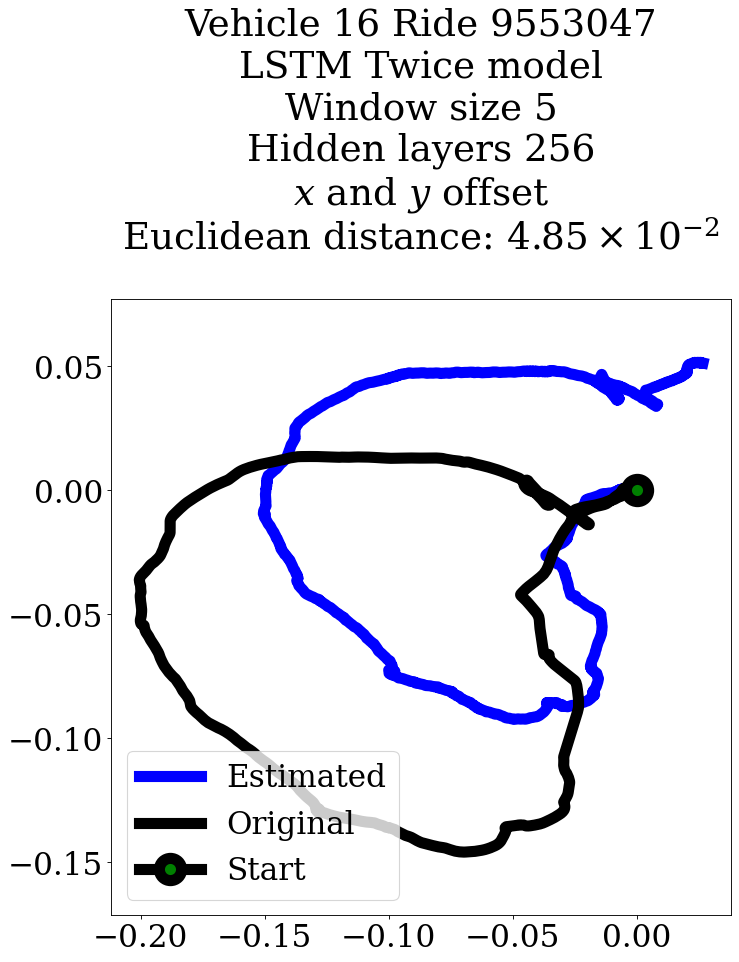 Vehicle 16 Ride 9553047
LSTM Twice model
Window size 5
Hidden layers 256
x and y offset
Euclidean distance: 4.85 × 10⁻²
0.05
0.00
−0.05
−0.10
−0.15
Estimated
Original
Start
−0.20 −0.15 −0.10 −0.05 0.00